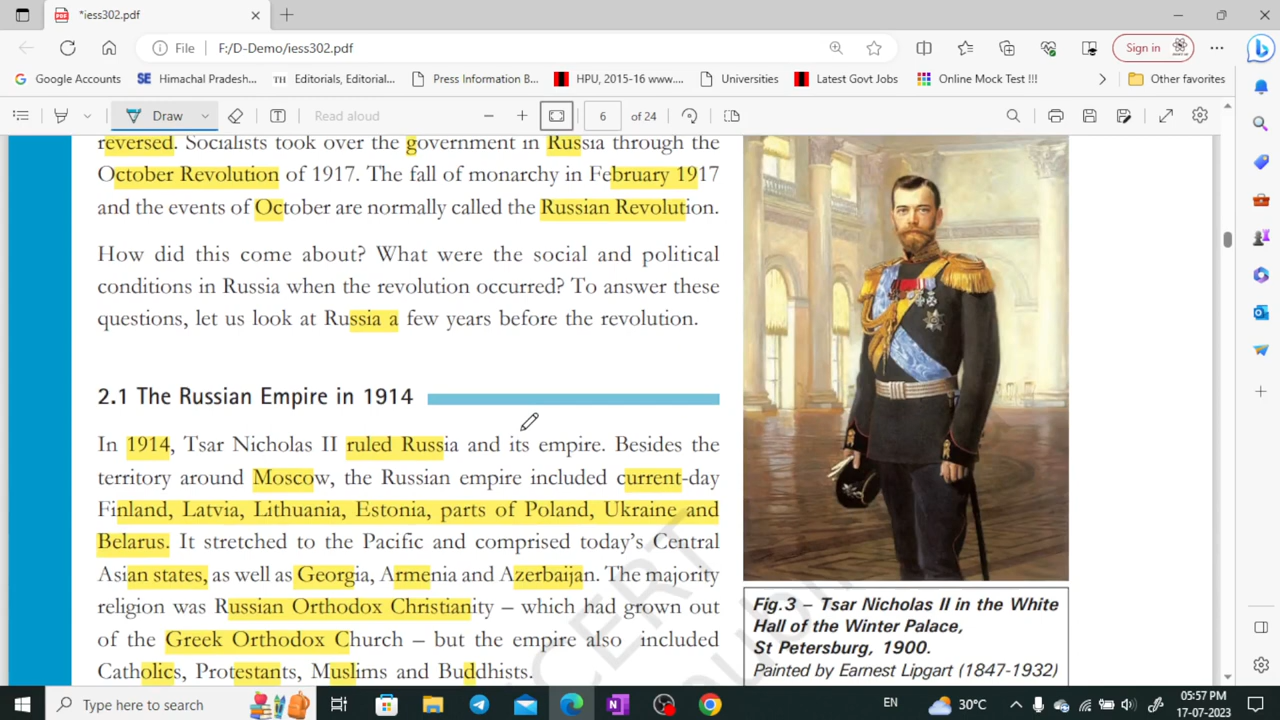 *iess302.pdf
File
F:/D-Demo/iess302.pdf
Sign in
Google Accounts
SE Himachal Pradesh...
TH Editorials, Editorial...
Press Information B...
HPU, 2015-16 www....
Universities
Latest Govt Jobs
Online Mock Test !!!
Other favorites
Draw
Read aloud
6 of 24
reversed. Socialists took over the government in Russia through the
October Revolution of 1917. The fall of monarchy in February 1917
and the events of October are normally called the Russian Revolution.
How did this come about? What were the social and political
conditions in Russia when the revolution occurred? To answer these
questions, let us look at Russia a few years before the revolution.
2.1 The Russian Empire in 1914
In 1914, Tsar Nicholas II ruled Russia and its empire. Besides the
territory around Moscow, the Russian empire included current-day
Finland, Latvia, Lithuania, Estonia, parts of Poland, Ukraine and
Belarus. It stretched to the Pacific and comprised today's Central
Asian states, as well as Georgia, Armenia and Azerbaijan. The majority
religion was Russian Orthodox Christianity – which had grown out
of the Greek Orthodox Church – but the empire also included
Catholics, Protestants, Muslims and Buddhists.
Fig.3 – Tsar Nicholas II in the White
Hall of the Winter Palace,
St Petersburg, 1900.
Painted by Earnest Lipgart (1847-1932)
Type here to search
30°C
EN
05:57 PM
17-07-2023